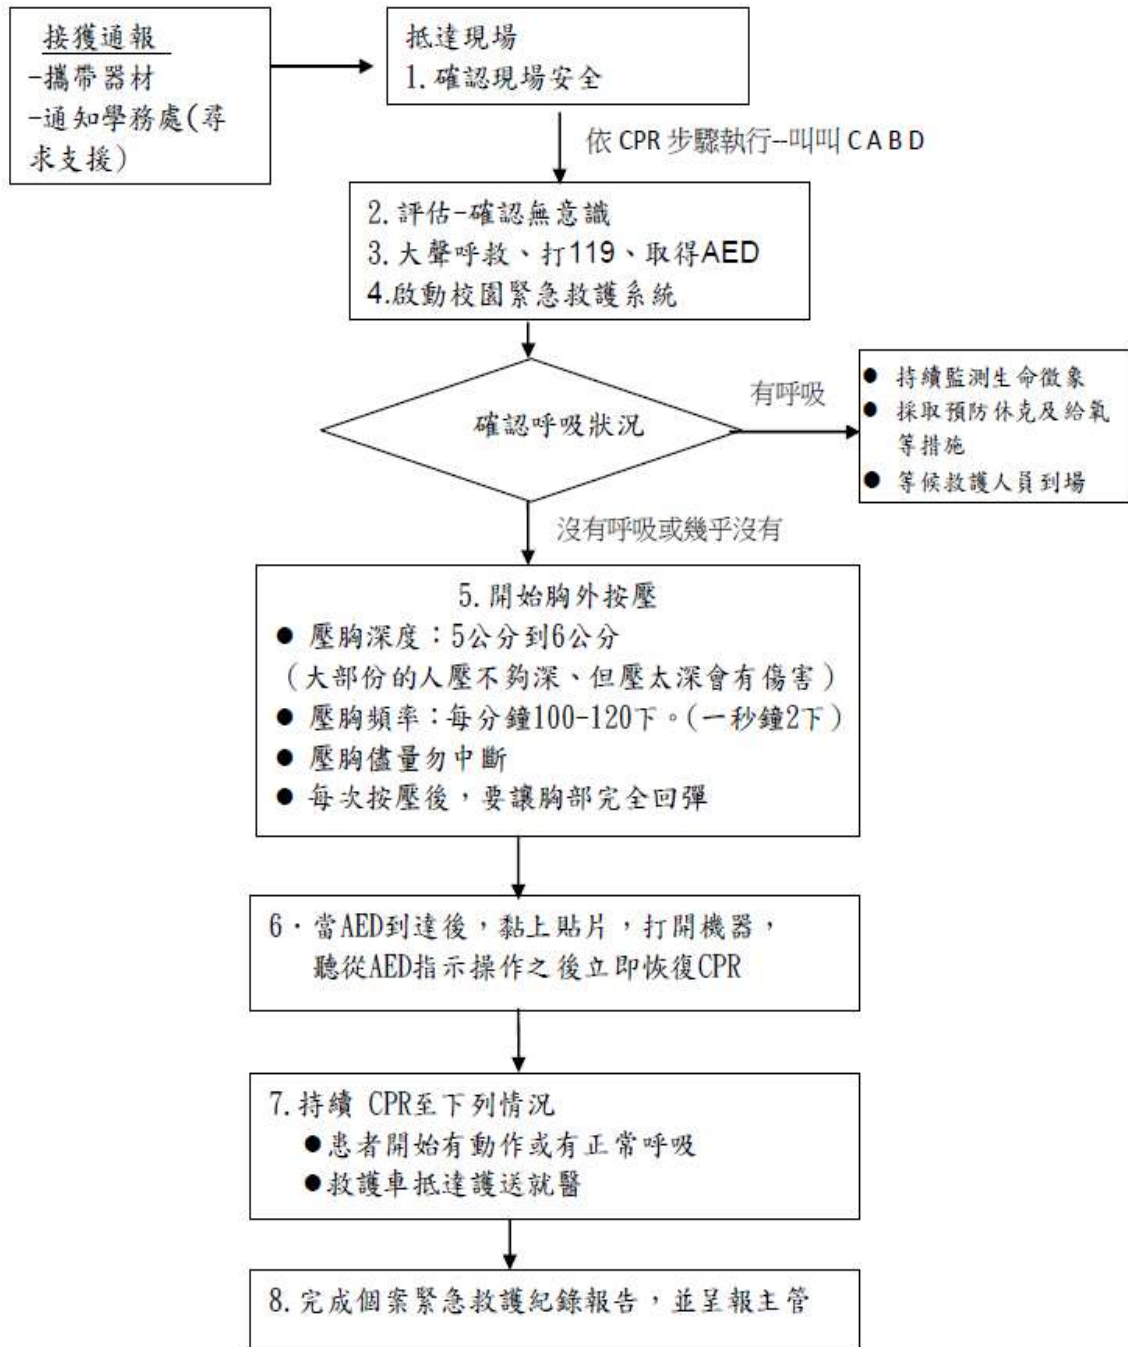 接獲通報
-攜帶器材
-通知學務處(尋
求支援)
抵達現場
1.確認現場安全
依 CPR 步驟執行--叫叫 C A B D
2.評估-確認無意識
3.大聲呼救、打119、取得AED
4.啟動校園緊急救護系統
確認呼吸狀況
有呼吸
● 持續監測生命徵象
● 採取預防休克及給氧
等措施
● 等候救護人員到場
沒有呼吸或幾乎沒有
5.開始胸外按壓
● 壓胸深度：5公分到6公分
（大部份的人壓不夠深、但壓太深會有傷害）
● 壓胸頻率：每分鐘100-120下。(一秒鐘2下)
● 壓胸儘量勿中斷
● 每次按壓後，要讓胸部完全回彈
6．當AED到達後，黏上貼片，打開機器，
聽從AED指示操作之後立即恢復CPR
7.持續 CPR至下列情況
●患者開始有動作或有正常呼吸
●救護車抵達護送就醫
8.完成個案緊急救護紀錄報告，並呈報主管